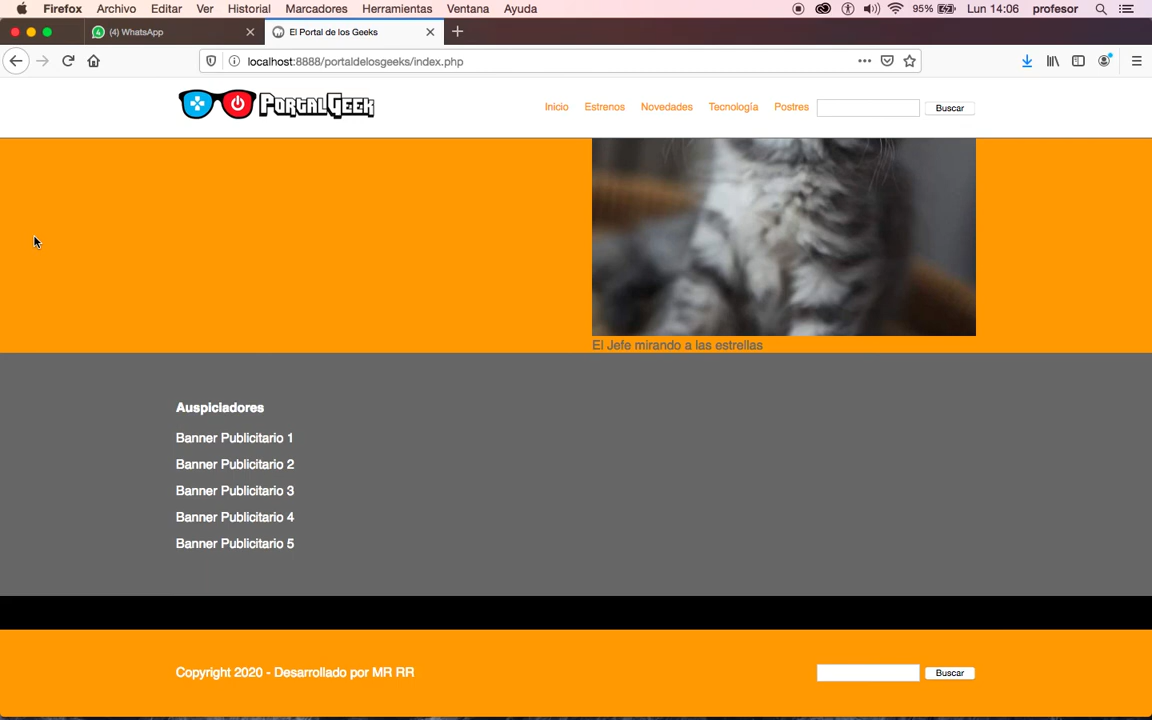 Firefox Archivo Editar Ver Historial Marcadores Herramientas Ventana Ayuda 95% Lun 14:06 profesor
(4) WhatsApp El Portal de los Geeks
localhost:8888/portaldelosgeeks/index.php
PORTALGEEK Inicio Estrenos Novedades Tecnología Postres Buscar
El Jefe mirando a las estrellas
Auspiciadores
Banner Publicitario 1
Banner Publicitario 2
Banner Publicitario 3
Banner Publicitario 4
Banner Publicitario 5
Copyright 2020 - Desarrollado por MR RR Buscar